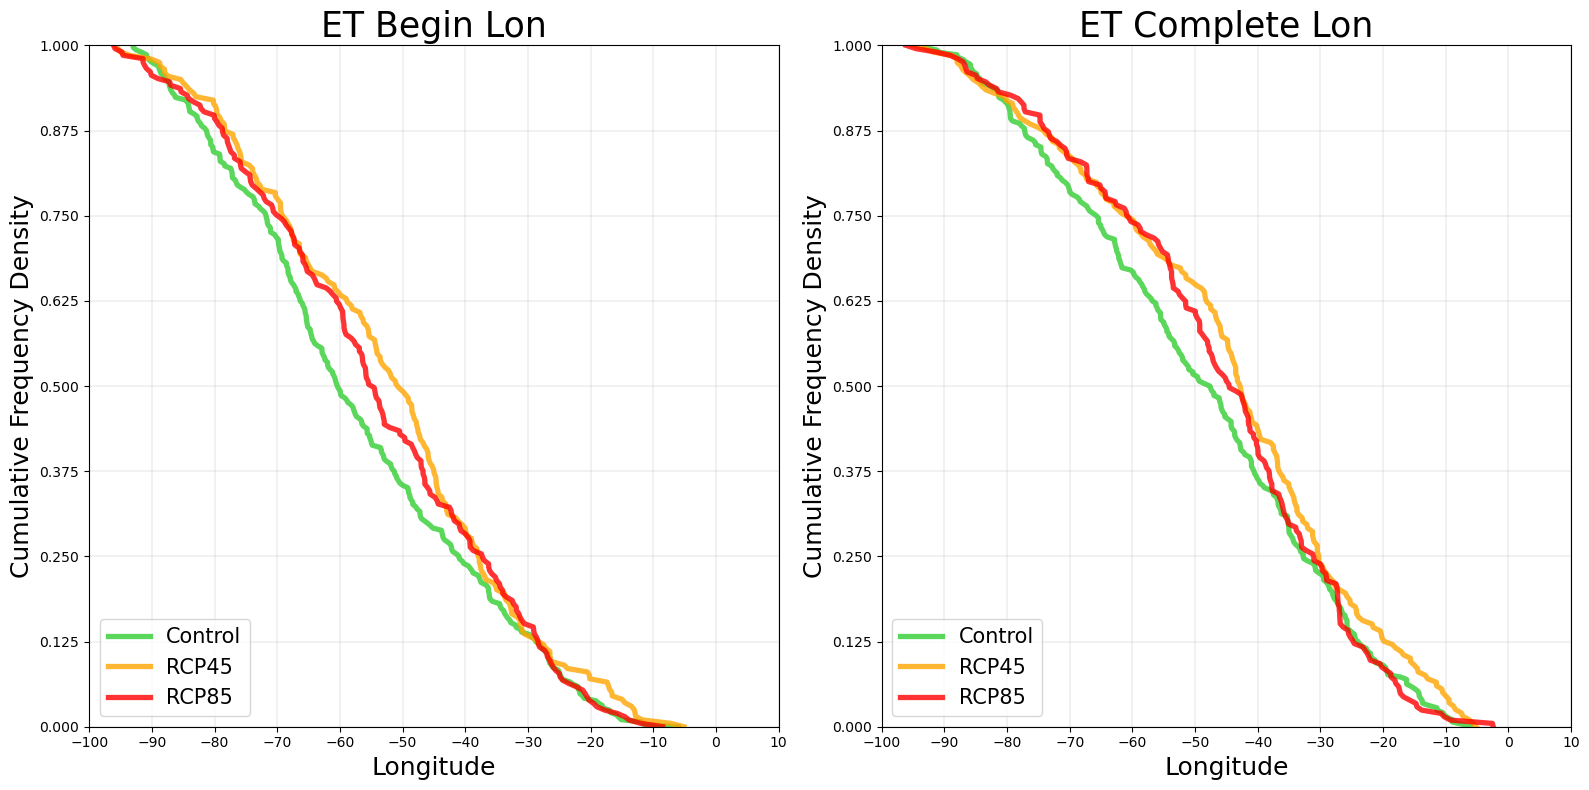 ET Begin Lon
Cumulative Frequency Density
1.000
0.875
0.750
0.625
0.500
0.375
0.250
0.125
0.000
Control
RCP45
RCP85
−100 −90 −80 −70 −60 −50 −40 −30 −20 −10 0 10
Longitude
ET Complete Lon
Cumulative Frequency Density
1.000
0.875
0.750
0.625
0.500
0.375
0.250
0.125
0.000
Control
RCP45
RCP85
−100 −90 −80 −70 −60 −50 −40 −30 −20 −10 0 10
Longitude